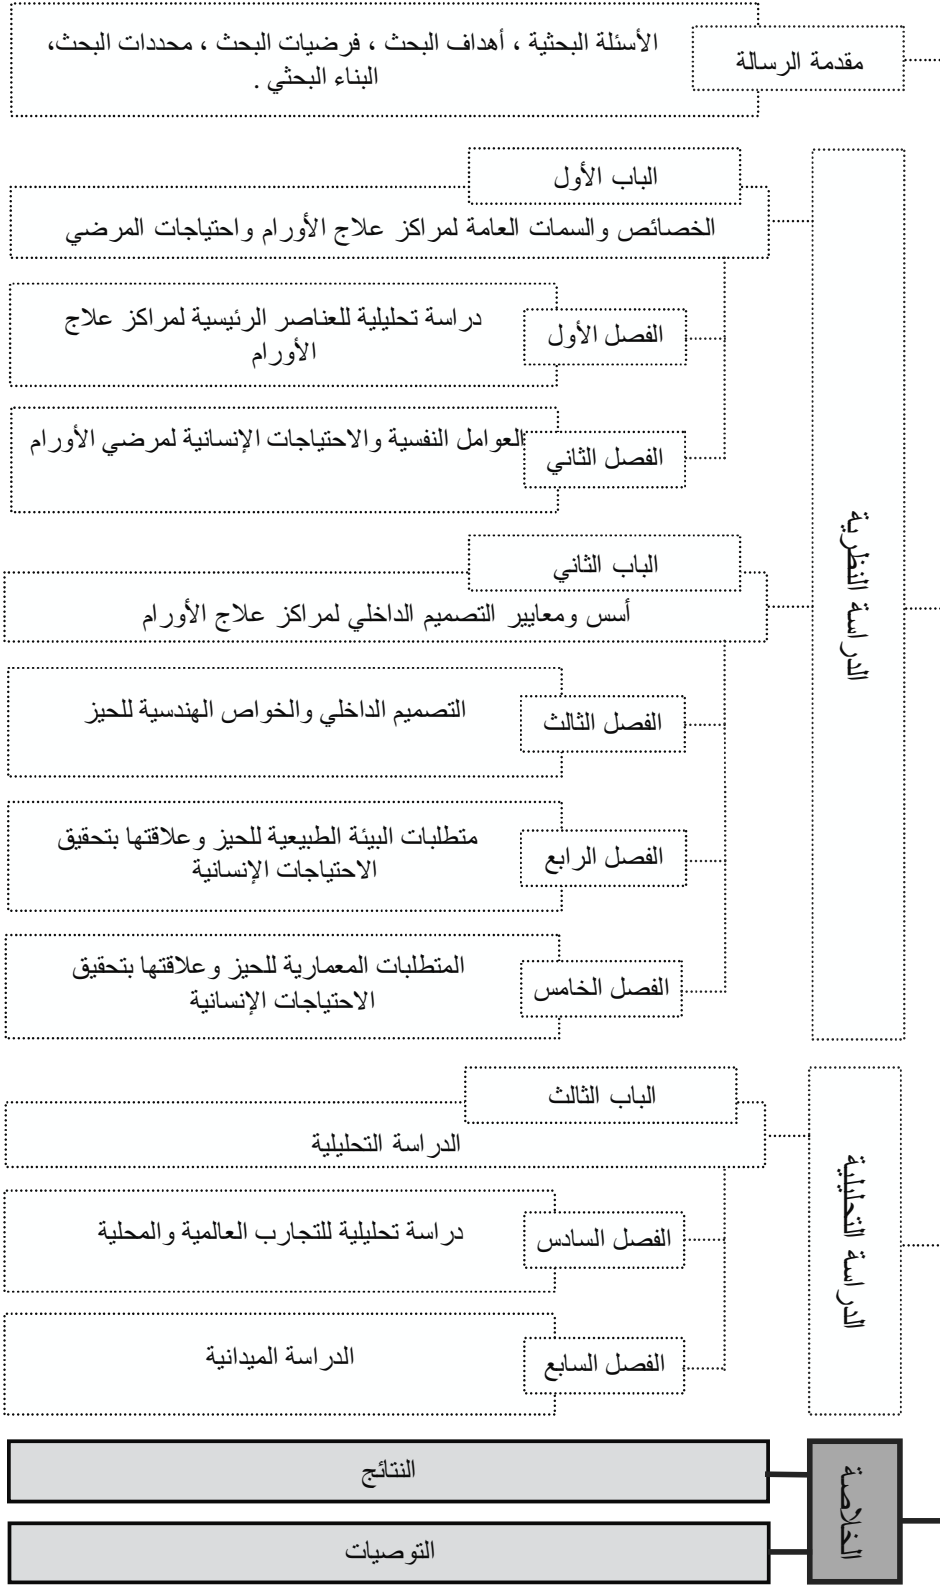 مقدمة الرسالة
الأسئلة البحثية ، أهداف البحث ، فرضيات البحث ، محددات البحث،
البناء البحثي .
الدراسة النظرية
الباب الأول
الخصائص والسمات العامة لمراكز علاج الأورام واحتياجات المرضي
الفصل الأول
دراسة تحليلية للعناصر الرئيسية لمراكز علاج
الأورام
الفصل الثاني
العوامل النفسية والاحتياجات الإنسانية لمرضي الأورام
الباب الثاني
أسس ومعايير التصميم الداخلي لمراكز علاج الأورام
الفصل الثالث
التصميم الداخلي والخواص الهندسية للحيز
الفصل الرابع
متطلبات البيئة الطبيعية للحيز وعلاقتها بتحقيق
الاحتياجات الإنسانية
الفصل الخامس
المتطلبات المعمارية للحيز وعلاقتها بتحقيق
الاحتياجات الإنسانية
الدراسة التحليلية
الباب الثالث
الدراسة التحليلية
الفصل السادس
دراسة تحليلية للتجارب العالمية والمحلية
الفصل السابع
الدراسة الميدانية
الخلاصة
النتائج
التوصيات